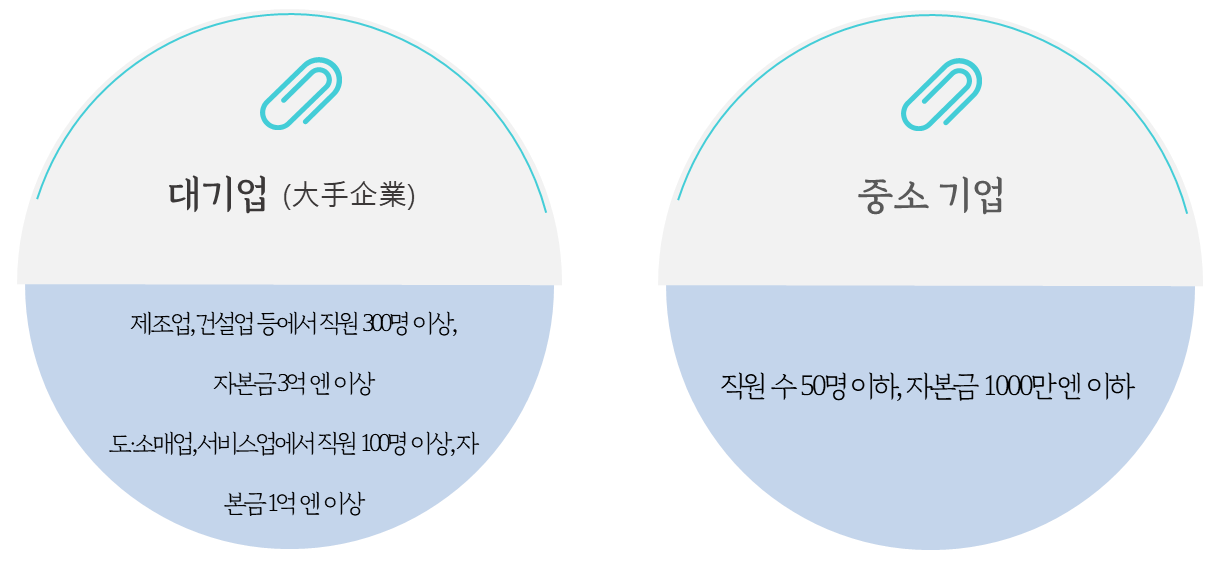 대기업 (大手企業)
제조업,건설업 등에서 직원 300명 이상,
자본금 3억 엔 이상
도·소매업,서비스업에서 직원 100명 이상, 자
본금 1억 엔 이상
중소 기업
직원 수 50명 이하, 자본금 1000만 엔 이하